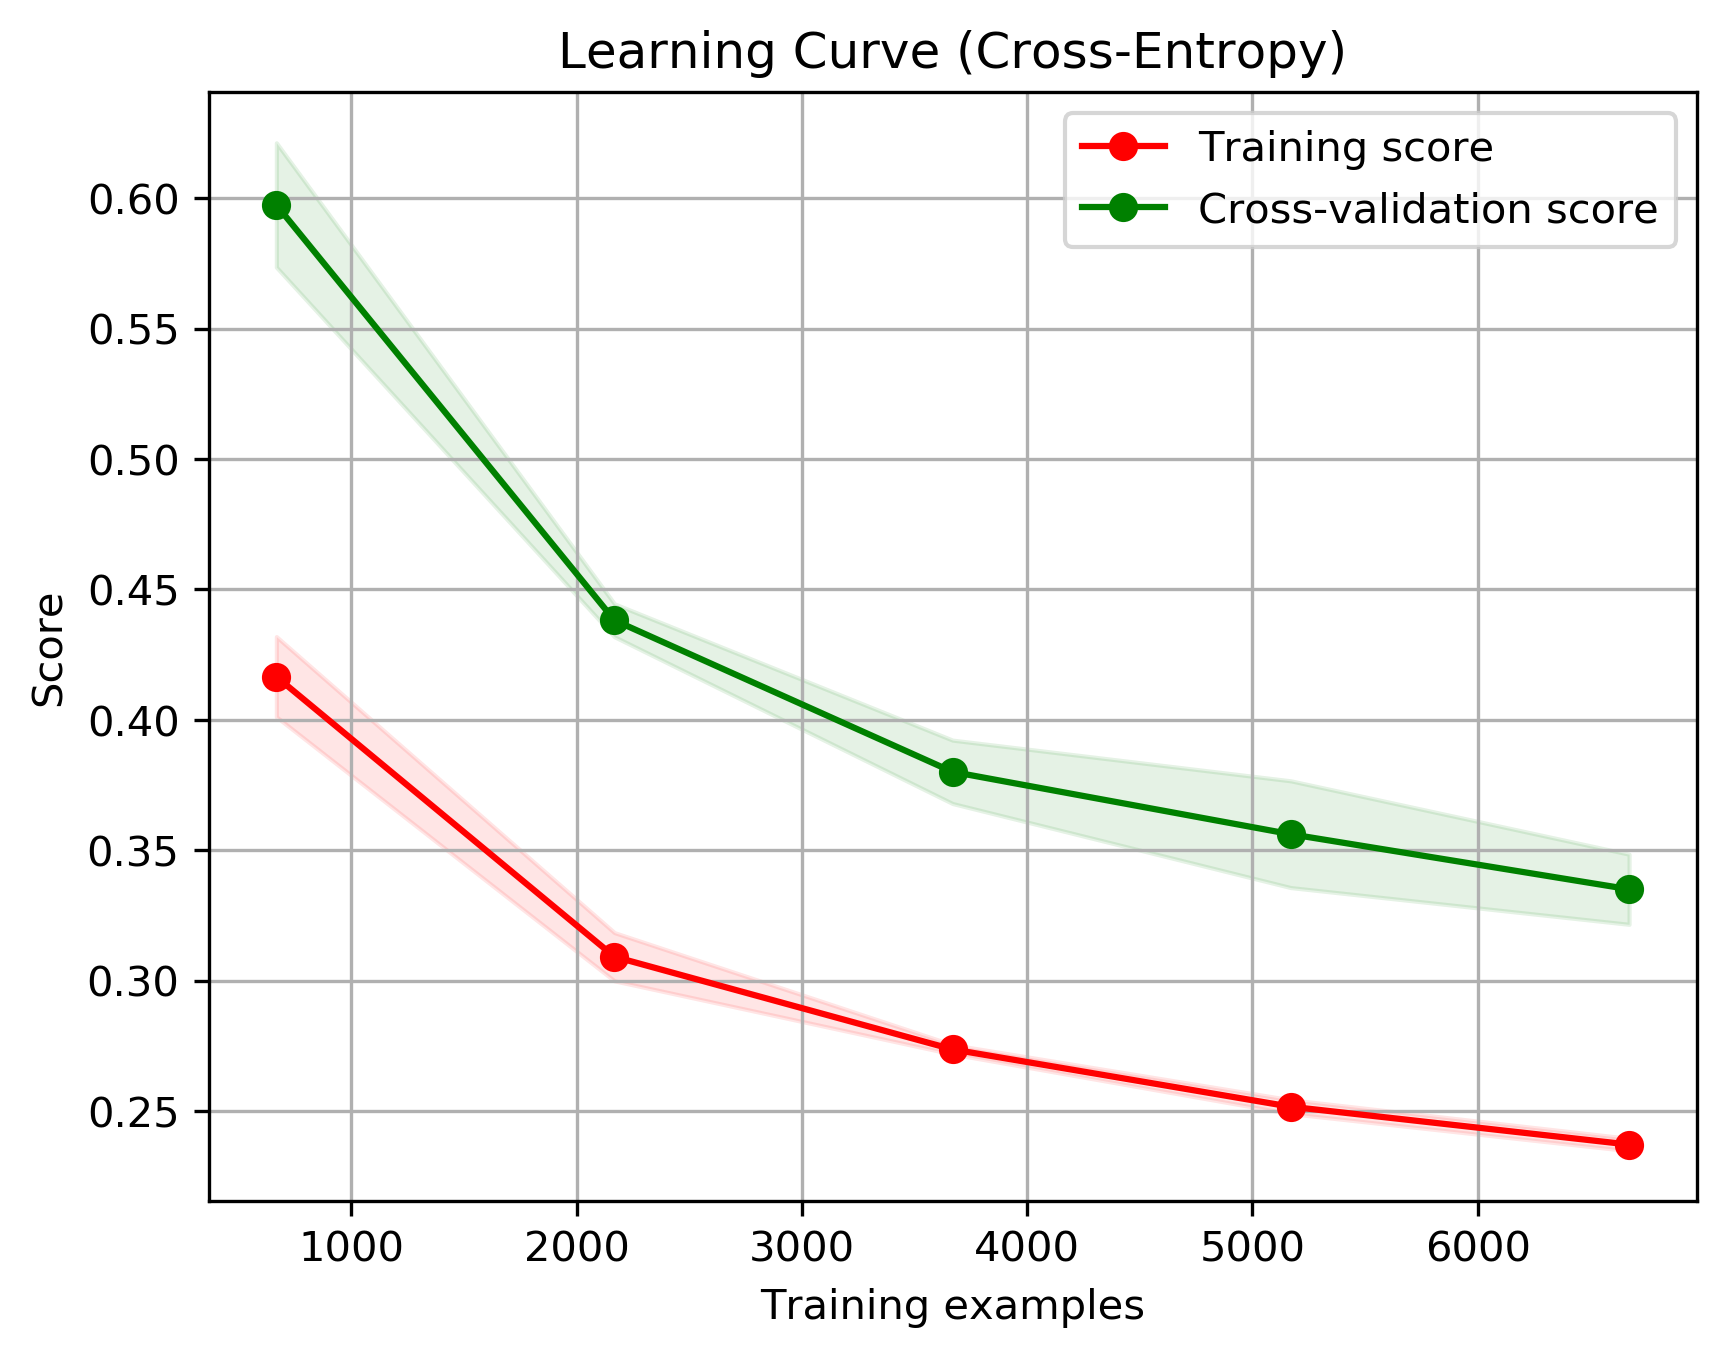 Learning Curve (Cross-Entropy)
Training score
Cross-validation score
0.60
0.55
0.50
0.45
0.40
0.35
0.30
0.25
Score
1000 2000 3000 4000 5000 6000
Training examples